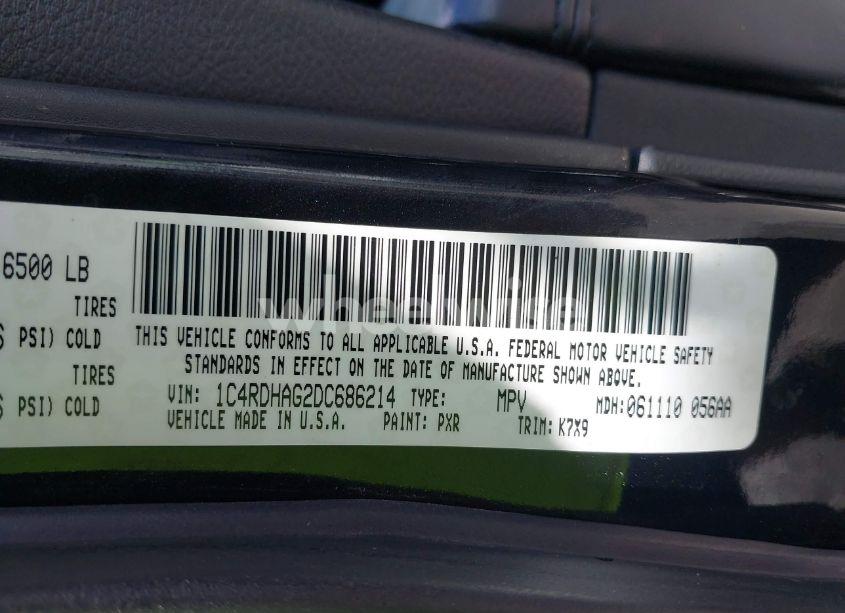 6500 LB
TIRES
PSI) COLD
TIRES
PSI) COLD
wheelwise
THIS VEHICLE CONFORMS TO ALL APPLICABLE U.S.A. FEDERAL MOTOR VEHICLE SAFETY
STANDARDS IN EFFECT ON THE DATE OF MANUFACTURE SHOWN ABOVE.
VIN: 1C4RDHAG2DC686214 TYPE: MPV MDH:061110 056AA
VEHICLE MADE IN U.S.A. PAINT: PXR TRIM: K7X9